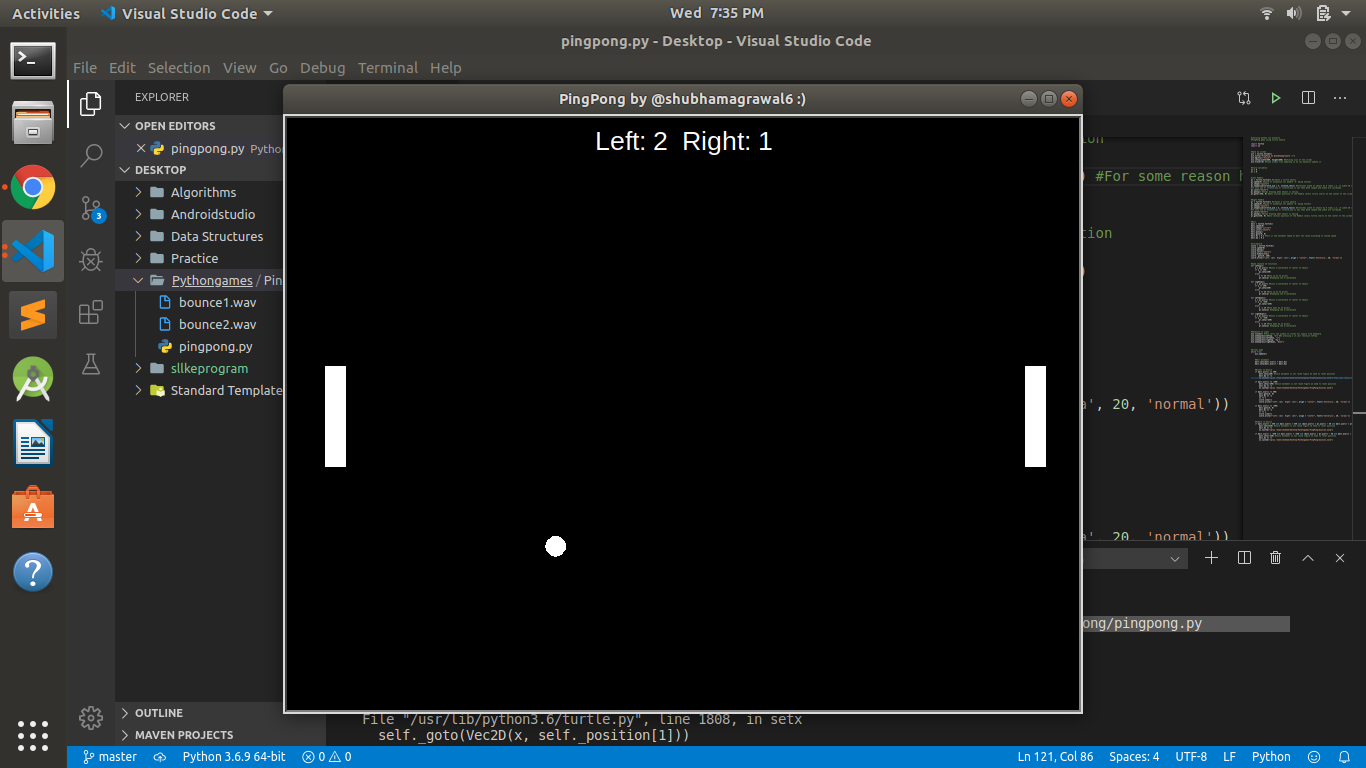 Activities Visual Studio Code Wed 7:35 PM
pingpong.py - Desktop - Visual Studio Code
File Edit Selection View Go Debug Terminal Help
EXPLORER
PingPong by @shubhamagrawal6 :)
OPEN EDITORS
pingpong.py Pytho
DESKTOP
Algorithms
Androidstudio
Data Structures
Practice
Pythongames / Pin
bounce1.wav
bounce2.wav
pingpong.py
sllkeprogram
Standard Template
3
Left: 2 Right: 1
ion
) #For some reason h
tion
)
', 20, 'normal'))
', 20, 'normal'))
ong/pingpong.py
File "/usr/lib/python3.6/turtle.py", line 1808, in setx
self._goto(Vec2D(x, self._position[1]))
OUTLINE
MAVEN PROJECTS
master Python 3.6.9 64-bit 0 0 Ln 121, Col 86 Spaces: 4 UTF-8 LF Python